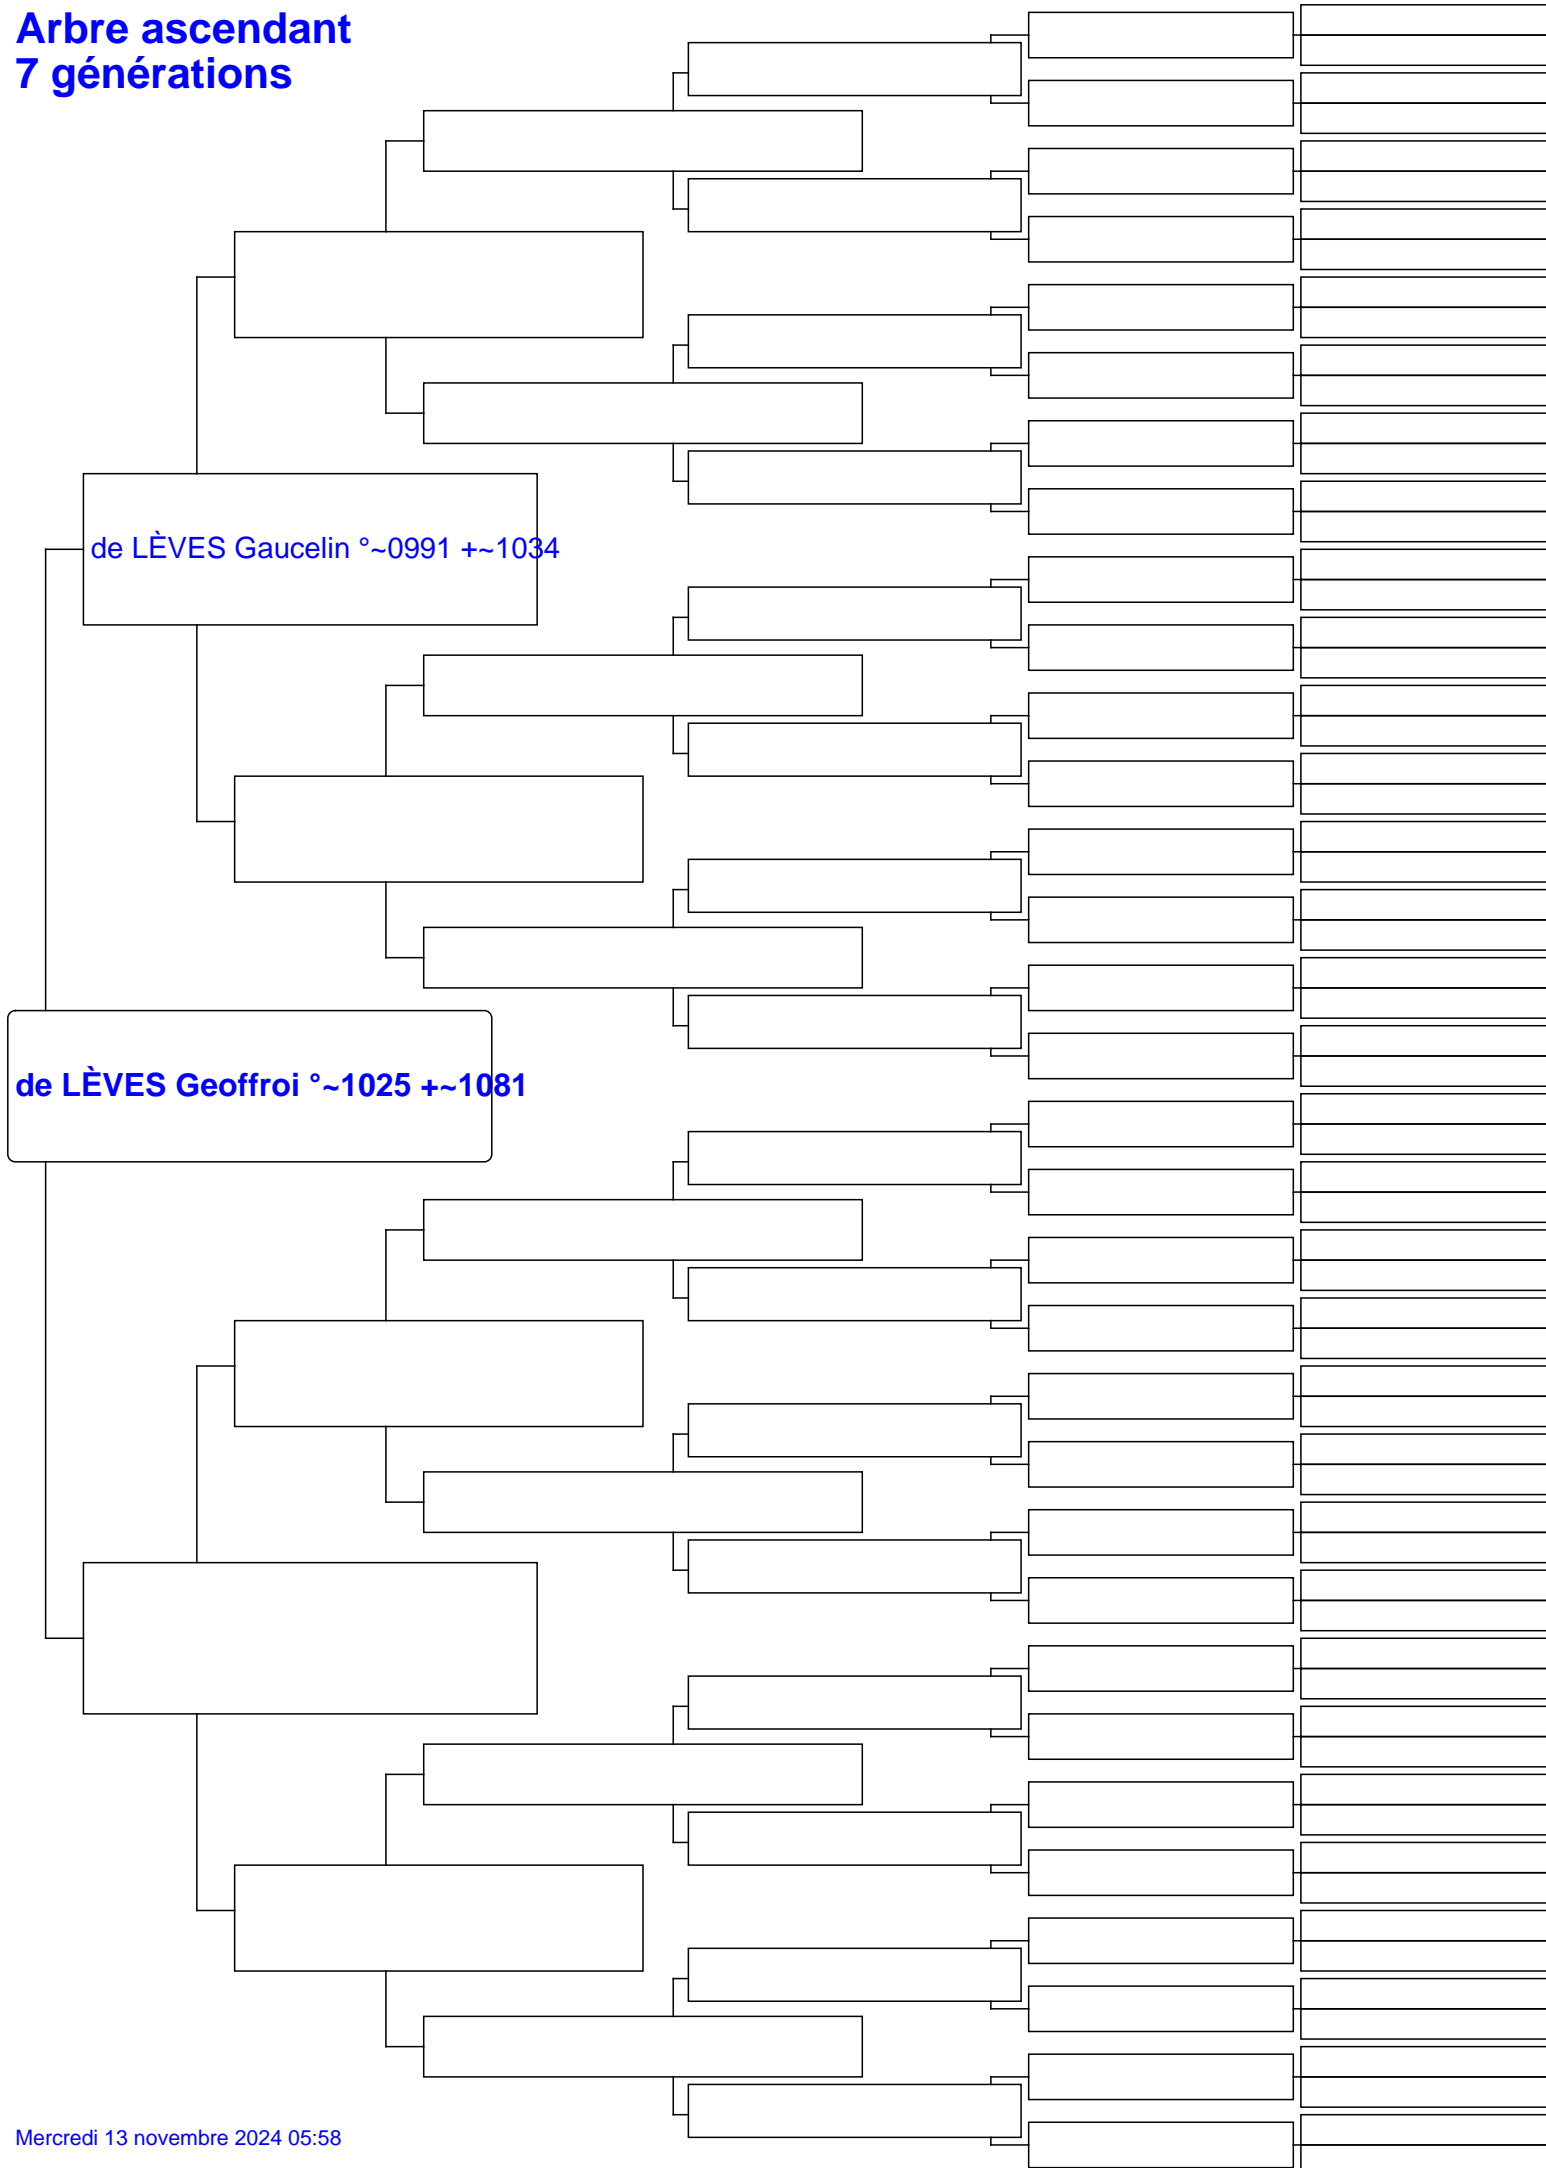 Arbre ascendant
7 générations
de LÈVES Gaucelin °~0991 +~1034
de LÈVES Geoffroi °~1025 +~1081
Mercredi 13 novembre 2024 05:58